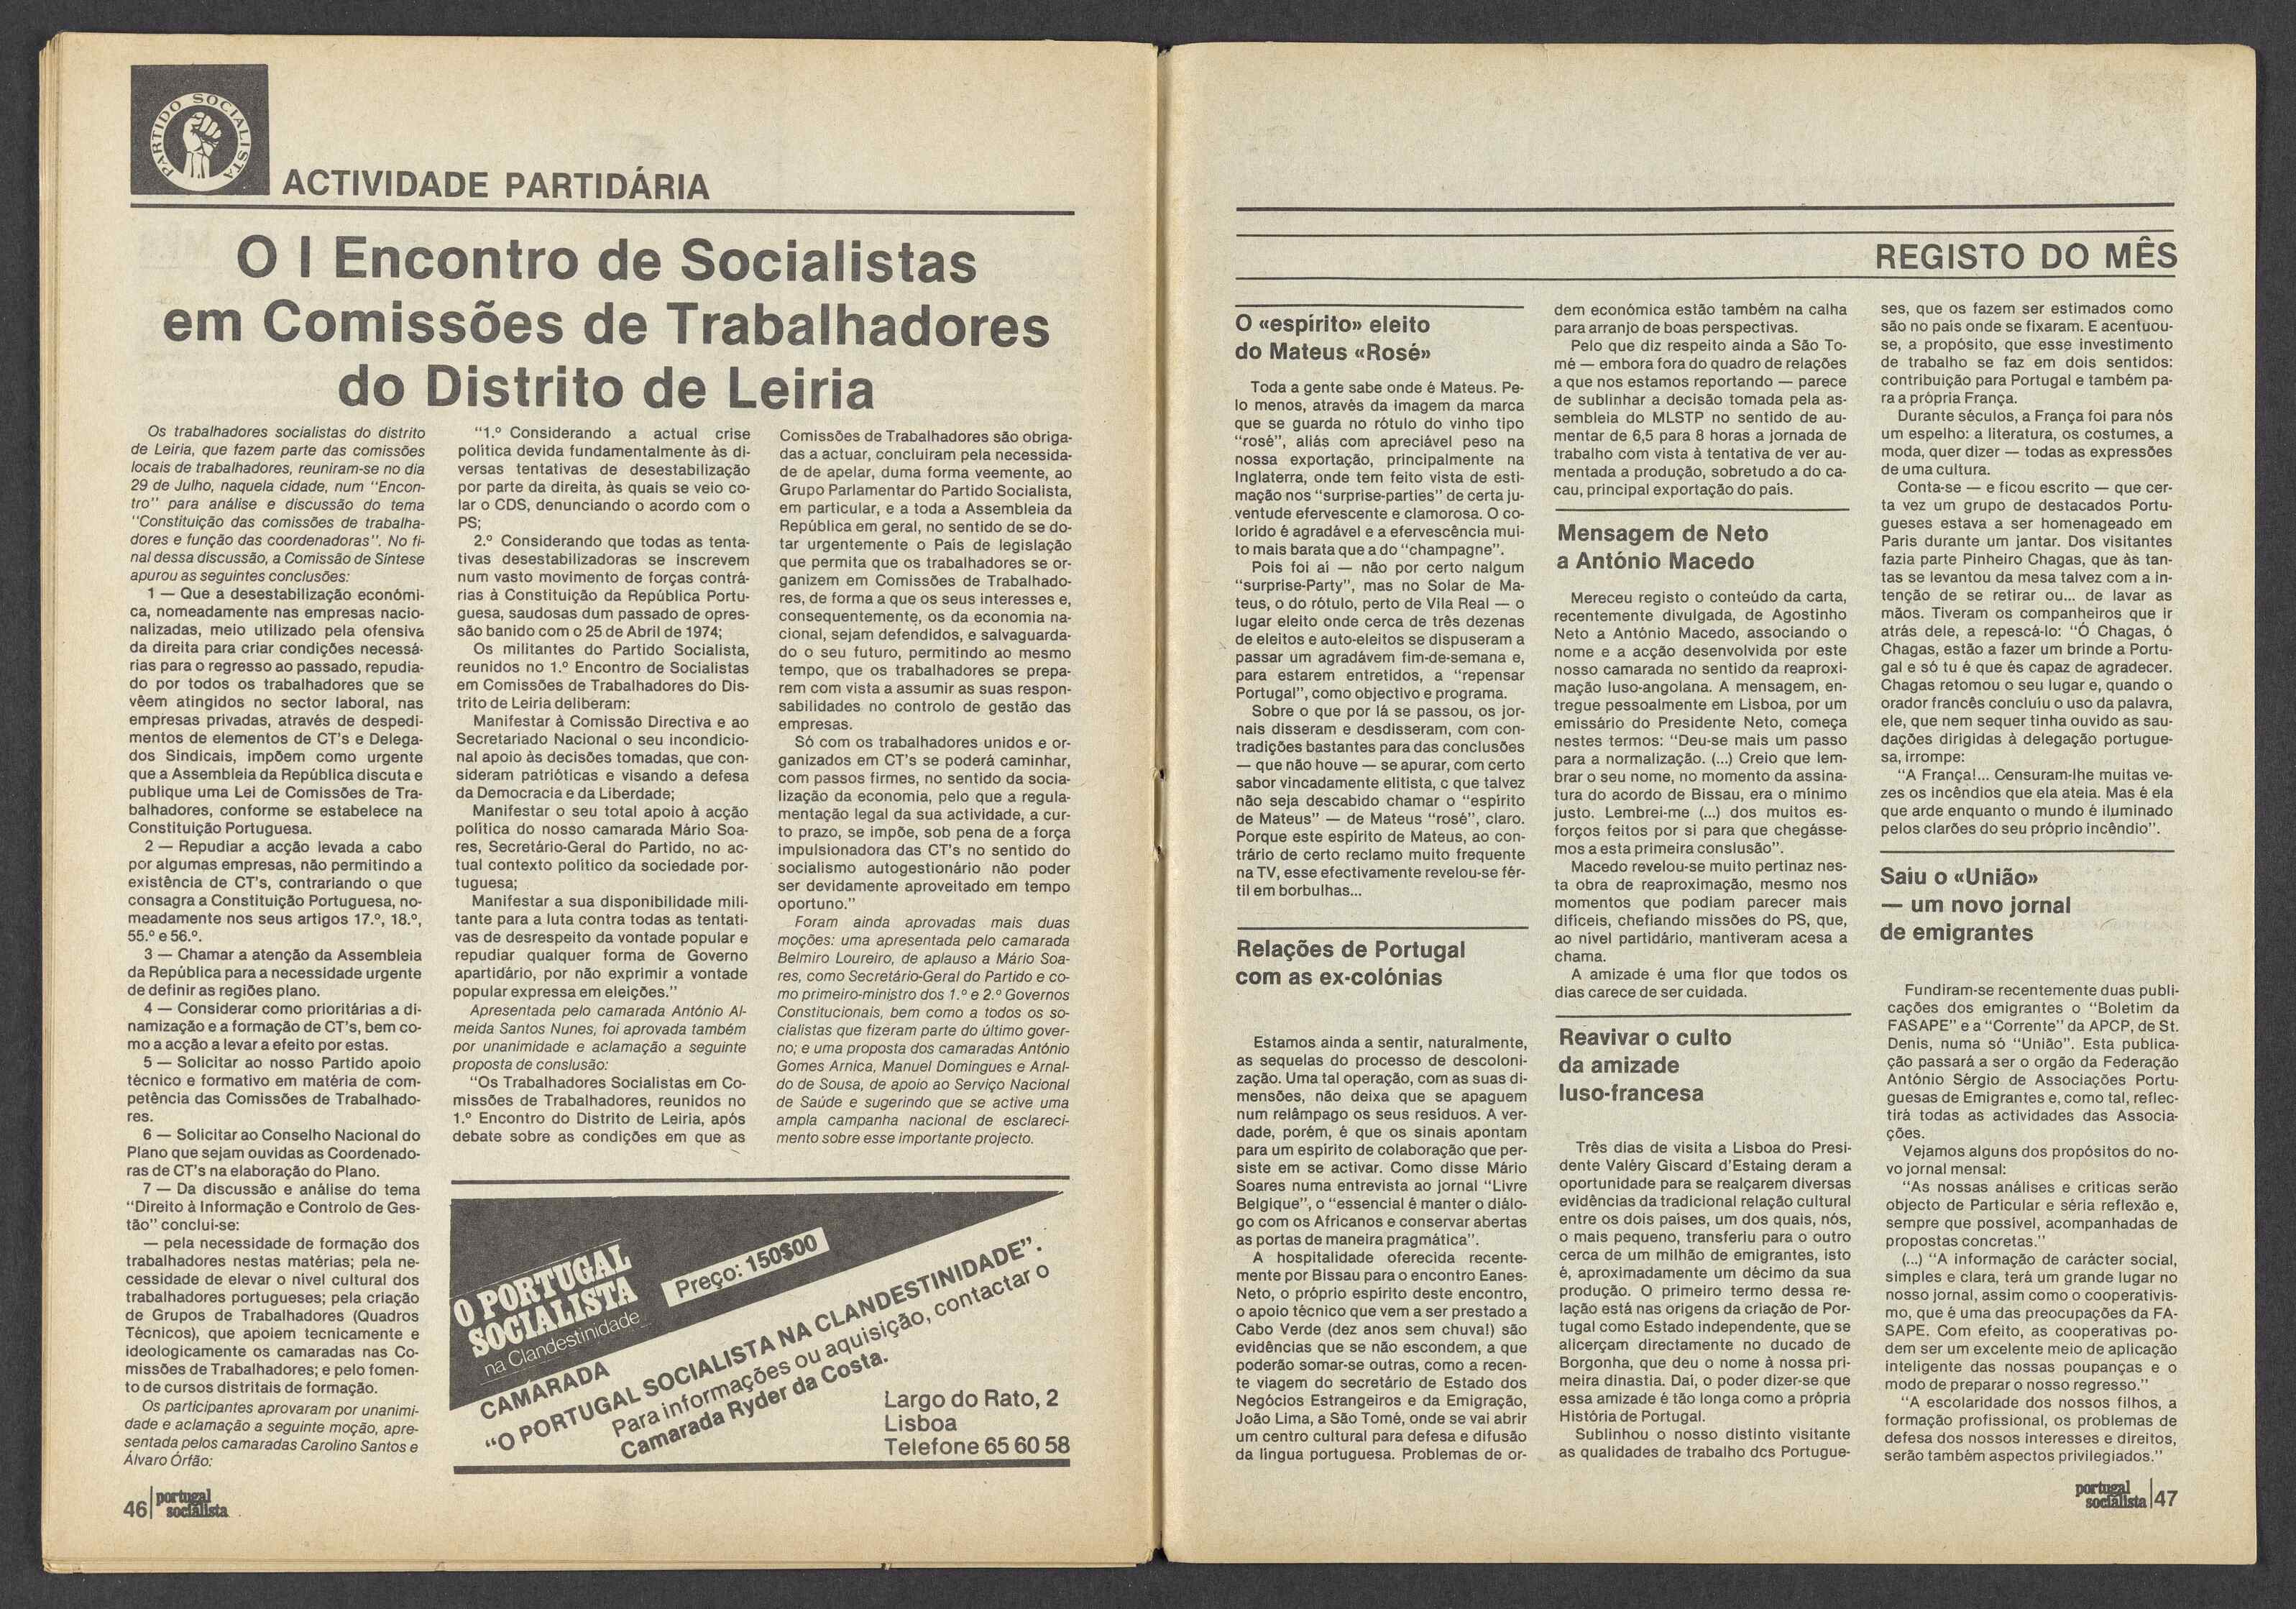 PARTIDO SOCIALISTA
ACTIVIDADE PARTIDÁRIA
O I Encontro de Socialistas
em Comissões de Trabalhadores
do Distrito de Leiria
Os trabalhadores socialistas do distrito
de Leiria, que fazem parte das comissões
locais de trabalhadores, reuniram-se no dia
29 de Julho, naquela cidade, num "Encon-
tro" para análise e discussão do tema
"Constituição das comissões de trabalha-
dores e função das coordenadoras". No fi-
nal dessa discussão, a Comissão de Síntese
apurou as seguintes conclusões:
1 — Que a desestabilização económi-
ca, nomeadamente nas empresas nacio-
nalizadas, meio utilizado pela ofensiva
da direita para criar condições necessá-
rias para o regresso ao passado, repudia-
do por todos os trabalhadores que se
vêem atingidos no sector laboral, nas
empresas privadas, através de despedi-
mentos de elementos de CT's e Delega-
dos Sindicais, impõem como urgente
que a Assembleia da República discuta e
publique uma Lei de Comissões de Tra-
balhadores, conforme se estabelece na
Constituição Portuguesa.
2 — Repudiar a acção levada a cabo
por algumas empresas, não permitindo a
existência de CT's, contrariando o que
consagra a Constituição Portuguesa, no-
meadamente nos seus artigos 17.º, 18.º,
55.º e 56.º.
3 — Chamar a atenção da Assembleia
da República para a necessidade urgente
de definir as regiões plano.
4 — Considerar como prioritárias a di-
namização e a formação de CT's, bem co-
mo a acção a levar a efeito por estas.
5 — Solicitar ao nosso Partido apoio
técnico e formativo em matéria de com-
petência das Comissões de Trabalhado-
res.
6 — Solicitar ao Conselho Nacional do
Plano que sejam ouvidas as Coordenado-
ras de CT's na elaboração do Plano.
7 — Da discussão e análise do tema
"Direito à Informação e Controlo de Ges-
tão" conclui-se:
— pela necessidade de formação dos
trabalhadores nestas matérias; pela ne-
cessidade de elevar o nível cultural dos
trabalhadores portugueses; pela criação
de Grupos de Trabalhadores (Quadros
Técnicos), que apoiem tecnicamente e
ideologicamente os camaradas nas Co-
missões de Trabalhadores; e pelo fomen-
to de cursos distritais de formação.
Os participantes aprovaram por unanimi-
dade e aclamação a seguinte moção, apre-
sentada pelos camaradas Carolino Santos e
Álvaro Órfão:
"1.º Considerando a actual crise
política devida fundamentalmente às di-
versas tentativas de desestabilização
por parte da direita, às quais se veio co-
lar o CDS, denunciando o acordo com o
PS;
2.º Considerando que todas as tenta-
tivas desestabilizadoras se inscrevem
num vasto movimento de forças contrá-
rias à Constituição da República Portu-
guesa, saudosas dum passado de opres-
são banido com o 25 de Abril de 1974;
Os militantes do Partido Socialista,
reunidos no 1.º Encontro de Socialistas
em Comissões de Trabalhadores do Dis-
trito de Leiria deliberam:
Manifestar à Comissão Directiva e ao
Secretariado Nacional o seu incondicio-
nal apoio às decisões tomadas, que con-
sideram patrióticas e visando a defesa
da Democracia e da Liberdade;
Manifestar o seu total apoio à acção
política do nosso camarada Mário Soa-
res, Secretário-Geral do Partido, no ac-
tual contexto político da sociedade por-
tuguesa;
Manifestar a sua disponibilidade mili-
tante para a luta contra todas as tentati-
vas de desrespeito da vontade popular e
repudiar qualquer forma de Governo
apartidário, por não exprimir a vontade
popular expressa em eleições."
Apresentada pelo camarada António Al-
meida Santos Nunes, foi aprovada também
por unanimidade e aclamação a seguinte
proposta de conslusão:
"Os Trabalhadores Socialistas em Co-
missões de Trabalhadores, reunidos no
1.º Encontro do Distrito de Leiria, após
debate sobre as condições em que as
Comissões de Trabalhadores são obriga-
das a actuar, concluiram pela necessida-
de de apelar, duma forma veemente, ao
Grupo Parlamentar do Partido Socialista,
em particular, e a toda a Assembleia da
República em geral, no sentido de se do-
tar urgentemente o País de legislação
que permita que os trabalhadores se or-
ganizem em Comissões de Trabalhado-
res, de forma a que os seus interesses e,
consequentemente, os da economia na-
cional, sejam defendidos, e salvaguarda-
do o seu futuro, permitindo ao mesmo
tempo, que os trabalhadores se prepa-
rem com vista a assumir as suas respon-
sabilidades no controlo de gestão das
empresas.
Só com os trabalhadores unidos e or-
ganizados em CT's se poderá caminhar,
com passos firmes, no sentido da socia-
lização da economia, pelo que a regula-
mentação legal da sua actividade, a cur-
to prazo, se impõe, sob pena de a força
impulsionadora das CT's no sentido do
socialismo autogestionário não poder
ser devidamente aproveitado em tempo
oportuno."
Foram ainda aprovadas mais duas
moções: uma apresentada pelo camarada
Belmiro Loureiro, de aplauso a Mário Soa-
res, como Secretário-Geral do Partido e co-
mo primeiro-ministro dos 1.º e 2.º Governos
Constitucionais, bem como a todos os so-
cialistas que fizeram parte do último gover-
no; e uma proposta dos camaradas António
Gomes Arnica, Manuel Domingues e Arnal-
do de Sousa, de apoio ao Serviço Nacional
de Saúde e sugerindo que se active uma
ampla campanha nacional de esclareci-
mento sobre esse importante projecto.
O PORTUGAL
SOCIALISTA
na Clandestinidade
Preço: 150$00
CAMARADA
"O PORTUGAL SOCIALISTA NA CLANDESTINIDADE".
Para informações ou aquisição, contactar o
Camarada Ryder da Costa.
Largo do Rato, 2
Lisboa
Telefone 65 60 58
46 portugal
socialista
REGISTO DO MÊS
O «espírito» eleito
do Mateus «Rosé»
Toda a gente sabe onde é Mateus. Pe-
lo menos, através da imagem da marca
que se guarda no rótulo do vinho tipo
"rosé", aliás com apreciável peso na
nossa exportação, principalmente na
Inglaterra, onde tem feito vista de esti-
mação nos "surprise-parties" de certa ju-
ventude efervescente e clamorosa. O co-
lorido é agradável e a efervescência mui-
to mais barata que a do "champagne".
Pois foi aí — não por certo nalgum
"surprise-Party", mas no Solar de Ma-
teus, o do rótulo, perto de Vila Real — o
lugar eleito onde cerca de três dezenas
de eleitos e auto-eleitos se dispuseram a
passar um agradávem fim-de-semana e,
para estarem entretidos, a "repensar
Portugal", como objectivo e programa.
Sobre o que por lá se passou, os jor-
nais disseram e desdisseram, com con-
tradições bastantes para das conclusões
— que não houve — se apurar, com certo
sabor vincadamente elitista, c que talvez
não seja descabido chamar o "espírito
de Mateus" — de Mateus "rosé", claro.
Porque este espírito de Mateus, ao con-
trário de certo reclamo muito frequente
na TV, esse efectivamente revelou-se fér-
til em borbulhas...
Relações de Portugal
com as ex-colónias
Estamos ainda a sentir, naturalmente,
as sequelas do processo de descoloni-
zação. Uma tal operação, com as suas di-
mensões, não deixa que se apaguem
num relâmpago os seus resíduos. A ver-
dade, porém, é que os sinais apontam
para um espírito de colaboração que per-
siste em se activar. Como disse Mário
Soares numa entrevista ao jornal "Livre
Belgique", o "essencial é manter o diálo-
go com os Africanos e conservar abertas
as portas de maneira pragmática".
A hospitalidade oferecida recente-
mente por Bissau para o encontro Eanes-
Neto, o próprio espírito deste encontro,
o apoio técnico que vem a ser prestado a
Cabo Verde (dez anos sem chuva!) são
evidências que se não escondem, a que
poderão somar-se outras, como a recen-
te viagem do secretário de Estado dos
Negócios Estrangeiros e da Emigração,
João Lima, a São Tomé, onde se vai abrir
um centro cultural para defesa e difusão
da língua portuguesa. Problemas de or-
dem económica estão também na calha
para arranjo de boas perspectivas.
Pelo que diz respeito ainda a São To-
mé — embora fora do quadro de relações
a que nos estamos reportando — parece
de sublinhar a decisão tomada pela as-
sembleia do MLSTP no sentido de au-
mentar de 6,5 para 8 horas a jornada de
trabalho com vista à tentativa de ver au-
mentada a produção, sobretudo a do ca-
cau, principal exportação do país.
Mensagem de Neto
a António Macedo
Mereceu registo o conteúdo da carta,
recentemente divulgada, de Agostinho
Neto a António Macedo, associando o
nome e a acção desenvolvida por este
nosso camarada no sentido da reaproxi-
mação luso-angolana. A mensagem, en-
tregue pessoalmente em Lisboa, por um
emissário do Presidente Neto, começa
nestes termos: "Deu-se mais um passo
para a normalização. (...) Creio que lem-
brar o seu nome, no momento da assina-
tura do acordo de Bissau, era o mínimo
justo. Lembrei-me (...) dos muitos es-
forços feitos por si para que chegásse-
mos a esta primeira conslusão".
Macedo revelou-se muito pertinaz nes-
ta obra de reaproximação, mesmo nos
momentos que podiam parecer mais
difíceis, chefiando missões do PS, que,
ao nível partidário, mantiveram acesa a
chama.
A amizade é uma flor que todos os
dias carece de ser cuidada.
Reavivar o culto
da amizade
luso-francesa
Três dias de visita a Lisboa do Presi-
dente Valéry Giscard d'Estaing deram a
oportunidade para se realçarem diversas
evidências da tradicional relação cultural
entre os dois países, um dos quais, nós,
o mais pequeno, transferiu para o outro
cerca de um milhão de emigrantes, isto
é, aproximadamente um décimo da sua
produção. O primeiro termo dessa re-
lação está nas origens da criação de Por-
tugal como Estado independente, que se
alicerçam directamente no ducado de
Borgonha, que deu o nome à nossa pri-
meira dinastia. Daí, o poder dizer-se que
essa amizade é tão longa como a própria
História de Portugal.
Sublinhou o nosso distinto visitante
as qualidades de trabalho dcs Portugue-
ses, que os fazem ser estimados como
são no país onde se fixaram. E acentuou-
se, a propósito, que esse investimento
de trabalho se faz em dois sentidos:
contribuição para Portugal e também pa-
ra a própria França.
Durante séculos, a França foi para nós
um espelho: a literatura, os costumes, a
moda, quer dizer — todas as expressões
de uma cultura.
Conta-se — e ficou escrito — que cer-
ta vez um grupo de destacados Portu-
gueses estava a ser homenageado em
Paris durante um jantar. Dos visitantes
fazia parte Pinheiro Chagas, que às tan-
tas se levantou da mesa talvez com a in-
tenção de se retirar ou... de lavar as
mãos. Tiveram os companheiros que ir
atrás dele, a repescá-lo: "Ó Chagas, ó
Chagas, estão a fazer um brinde a Portu-
gal e só tu é que és capaz de agradecer.
Chagas retomou o seu lugar e, quando o
orador francês concluiu o uso da palavra,
ele, que nem sequer tinha ouvido as sau-
dações dirigidas à delegação portugue-
sa, irrompe:
"A França!... Censuram-lhe muitas ve-
zes os incêndios que ela ateia. Mas é ela
que arde enquanto o mundo é iluminado
pelos clarões do seu próprio incêndio".
Saiu o «União»
— um novo jornal
de emigrantes
Fundiram-se recentemente duas publi-
cações dos emigrantes o "Boletim da
FASAPE" e a "Corrente" da APCP, de St.
Denis, numa só "União". Esta publica-
ção passará a ser o orgão da Federação
António Sérgio de Associações Portu-
guesas de Emigrantes e, como tal, reflec-
tirá todas as actividades das Associa-
ções.
Vejamos alguns dos propósitos do no-
vo jornal mensal:
"As nossas análises e críticas serão
objecto de Particular e séria reflexão e,
sempre que possível, acompanhadas de
propostas concretas."
(...) "A informação de carácter social,
simples e clara, terá um grande lugar no
nosso jornal, assim como o cooperativis-
mo, que é uma das preocupações da FA-
SAPE. Com efeito, as cooperativas po-
dem ser um excelente meio de aplicação
inteligente das nossas poupanças e o
modo de preparar o nosso regresso."
"A escolaridade dos nossos filhos, a
formação profissional, os problemas de
defesa dos nossos interesses e direitos,
serão também aspectos privilegiados."
portugal
socialista 47